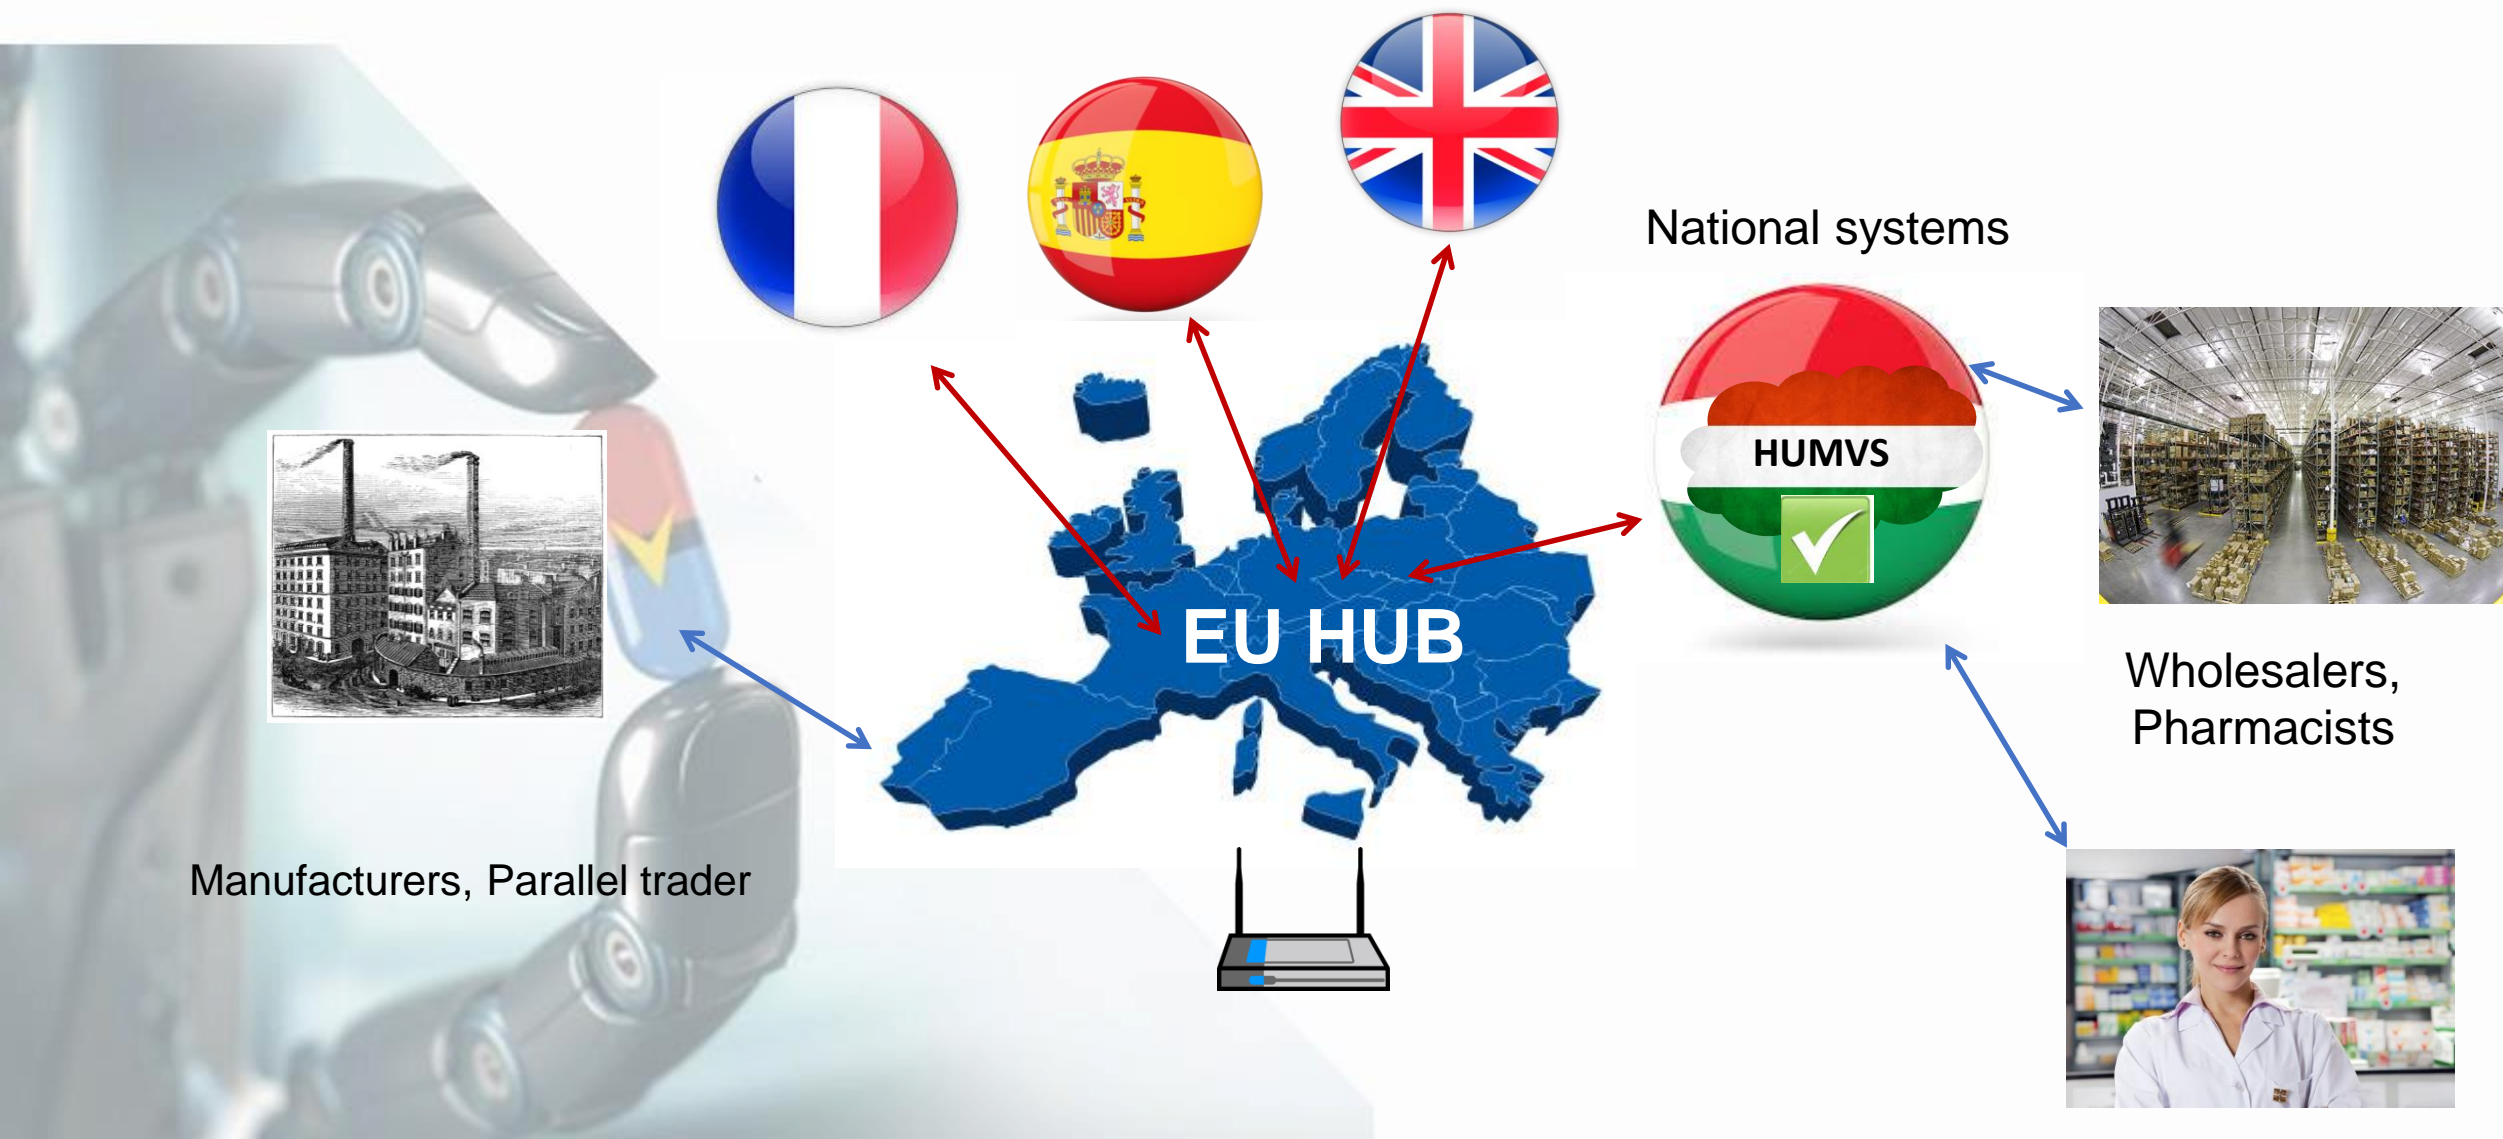 National systems
HUMVS
EU HUB
Wholesalers,
Pharmacists
Manufacturers, Parallel trader